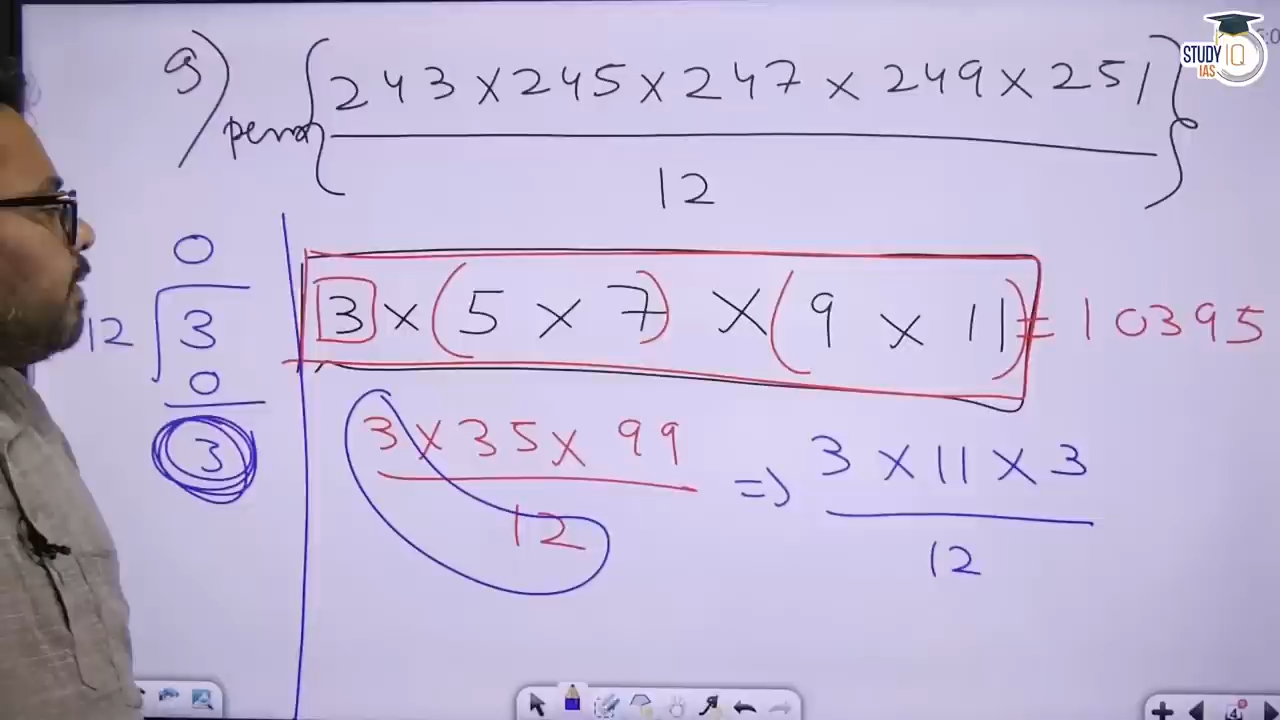 9) { 243 × 245 × 247 × 249 × 251 }
12
STUDY IQ
IAS
0
12 3
0
3
3 × (5 × 7) × (9 × 11) = 10395
3 × 35 × 99
12
=> 3 × 11 × 3
12